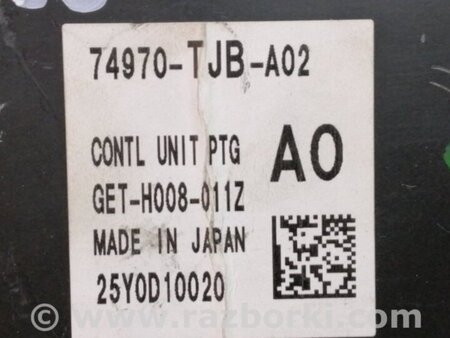 74970-TJB-A02
CONTL UNIT PTG
A0
GET-H008-011Z
MADE IN JAPAN
25Y0D10020
© www.razborki.com